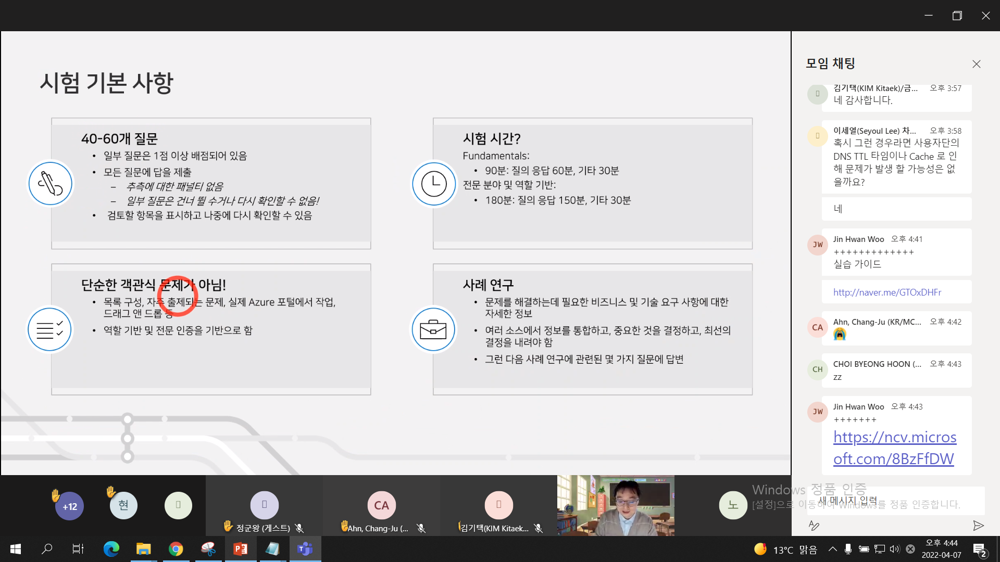 시험 기본 사항
40-60개 질문
• 일부 질문은 1점 이상 배점되어 있음
• 모든 질문에 답을 제출
– 추측에 대한 패널티 없음
– 일부 질문은 건너 뛸 수거나 다시 확인할 수 없음!
• 검토할 항목을 표시하고 나중에 다시 확인할 수 있음
시험 시간?
Fundamentals:
• 90분: 질의 응답 60분, 기타 30분
전문 분야 및 역할 기반:
• 180분: 질의 응답 150분, 기타 30분
단순한 객관식 문제가 아님!
• 목록 구성, 자주 출제되는 문제, 실제 Azure 포털에서 작업,
드래그 앤 드롭 등
• 역할 기반 및 전문 인증을 기반으로 함
사례 연구
• 문제를 해결하는데 필요한 비즈니스 및 기술 요구 사항에 대한
자세한 정보
• 여러 소스에서 정보를 통합하고, 중요한 것을 결정하고, 최선의
결정을 내려야 함
• 그런 다음 사례 연구에 관련된 몇 가지 질문에 답변
모임 채팅
김기택(KIM Kitaek)/금... 오후 3:57
네 감사합니다.
이세열(Seyoul Lee) 차... 오후 3:58
혹시 그런 경우라면 사용자단의
DNS TTL 타임이나 Cache 로 인
해 문제가 발생 할 가능성은 없
을까요?
네
JW
Jin Hwan Woo 오후 4:41
+++++++++++++
실습 가이드
http://naver.me/GTOxDHFr
CA
Ahn, Chang-Ju (KR/MC... 오후 4:42
CH
CHOI BYEONG HOON (... 오후 4:43
zz
JW
Jin Hwan Woo 오후 4:43
+++++++
https://ncv.micros
oft.com/8BzFfDW
새 메시지 입력
Windows 정품 인증
[설정]으로 이동하여 Windows를 정품 인증합니다.
+12
현
정군왕 (게스트)
CA
Ahn, Chang-Ju (...
김기택(KIM Kitaek...
노
13°C 맑음
오후 4:44
2022-04-07
2